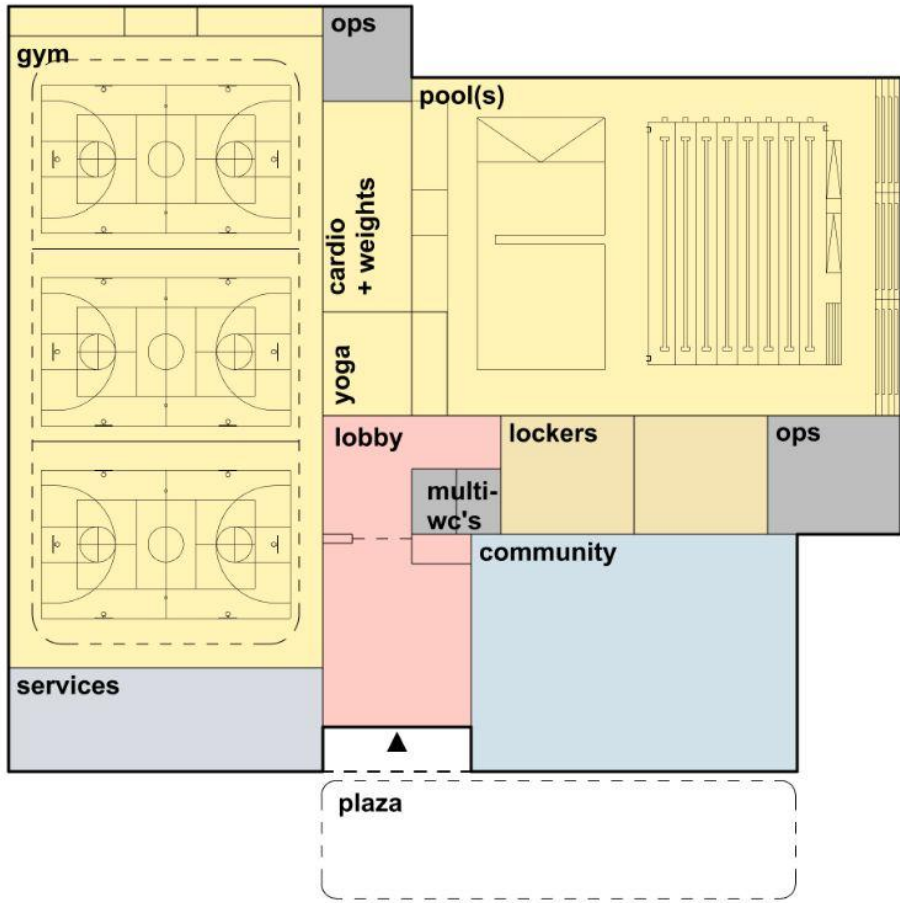 ops
gym
pool(s)
cardio
+ weights
yoga
lobby
lockers
ops
multi-
wc's
community
services
plaza